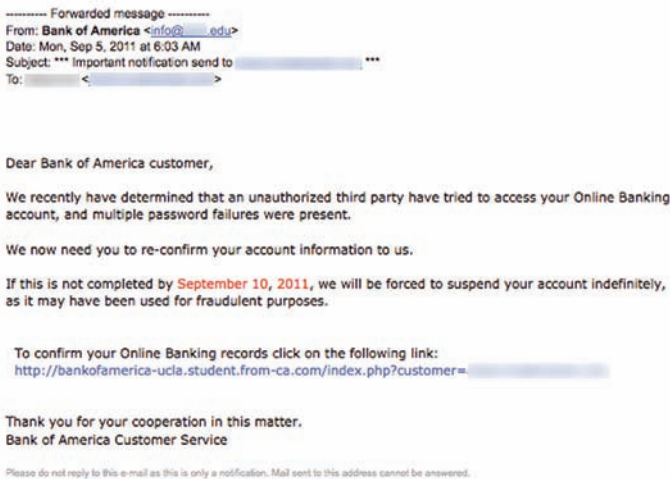 ---------- Forwarded message ----------
From: Bank of America <info@ .edu>
Date: Mon, Sep 5, 2011 at 6:03 AM
Subject: *** Important notification send to ***
To: < >
Dear Bank of America customer,
We recently have determined that an unauthorized third party have tried to access your Online Banking
account, and multiple password failures were present.
We now need you to re-confirm your account information to us.
If this is not completed by September 10, 2011, we will be forced to suspend your account indefinitely,
as it may have been used for fraudulent purposes.
To confirm your Online Banking records click on the following link:
http://bankofamerica-ucla.student.from-ca.com/index.php?customer=
Thank you for your cooperation in this matter.
Bank of America Customer Service
Please do not reply to this e-mail as this is only a notification. Mail sent to this address cannot be answered.